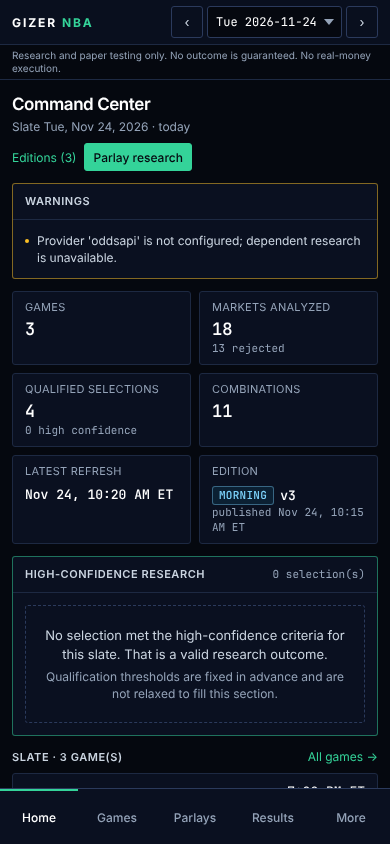 GIZER NBA
‹
Tue 2026-11-24
›
Research and paper testing only. No outcome is guaranteed. No real-money
execution.
Command Center
Slate Tue, Nov 24, 2026 · today
Editions (3)
Parlay research
WARNINGS
Provider 'oddsapi' is not configured; dependent research
is unavailable.
GAMES
3
MARKETS ANALYZED
18
13 rejected
QUALIFIED SELECTIONS
4
0 high confidence
COMBINATIONS
11
LATEST REFRESH
Nov 24, 10:20 AM ET
EDITION
MORNING v3
published Nov 24, 10:15
AM ET
HIGH-CONFIDENCE RESEARCH
0 selection(s)
No selection met the high-confidence criteria for
this slate. That is a valid research outcome.
Qualification thresholds are fixed in advance and are
not relaxed to fill this section.
SLATE · 3 GAME(S)
All games →
Home
Games
Parlays
Results
More